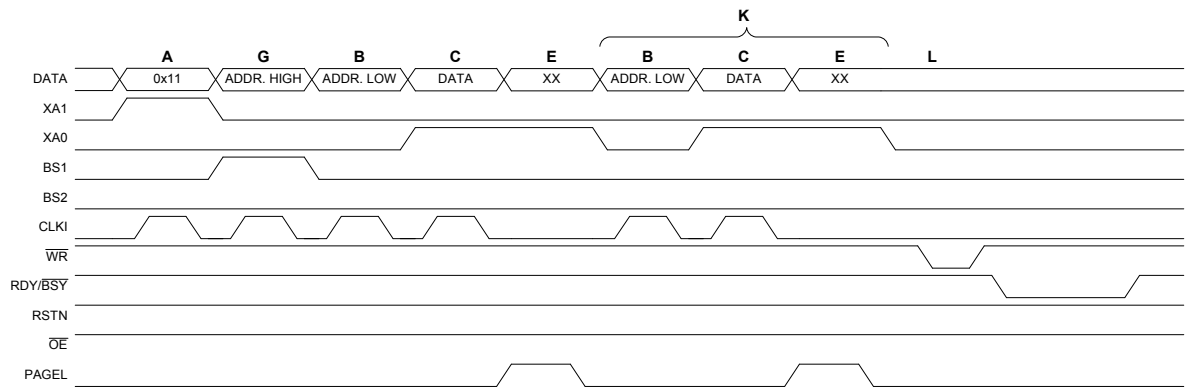 K
A G B C E B C E L
DATA 0x11 ADDR. HIGH ADDR. LOW DATA XX ADDR. LOW DATA XX
XA1
XA0
BS1
BS2
CLKI
WR
RDY/BSY
RSTN
OE
PAGEL